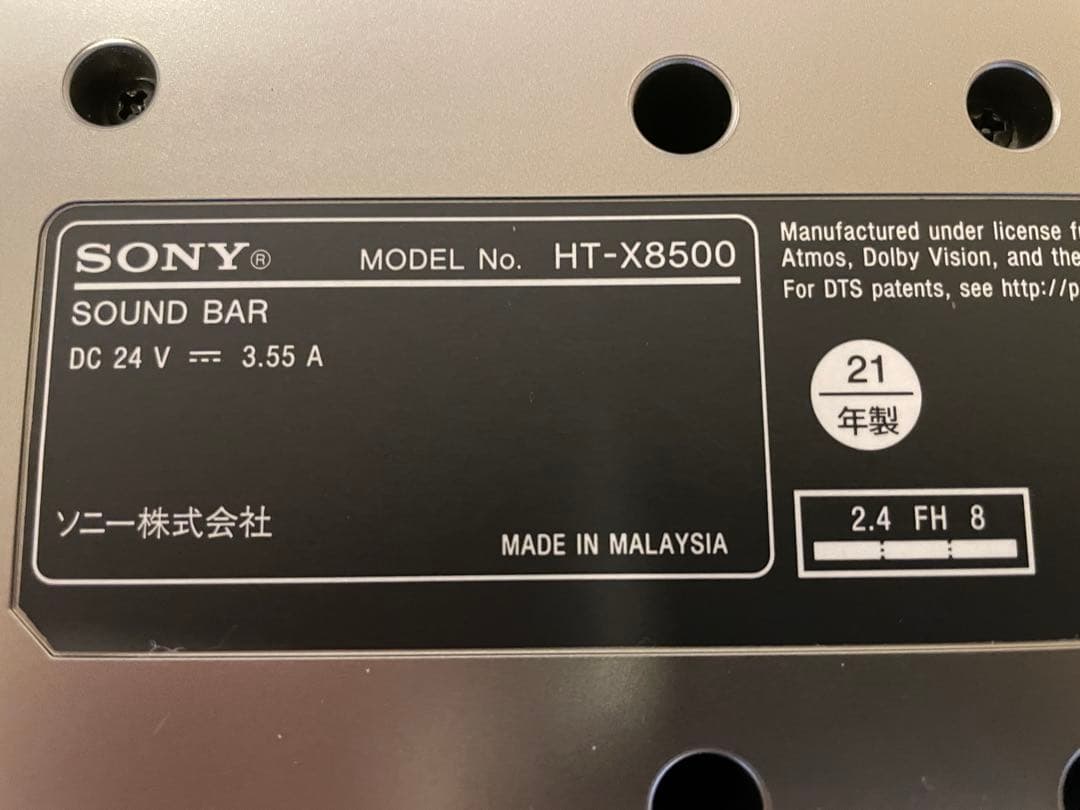 SONY® MODEL No. HT-X8500
SOUND BAR
DC 24 V ⎓ 3.55 A
ソニー株式会社
MADE IN MALAYSIA
Manufactured under license
Atmos, Dolby Vision, and the
For DTS patents, see http://p
21
年製
2.4 FH 8